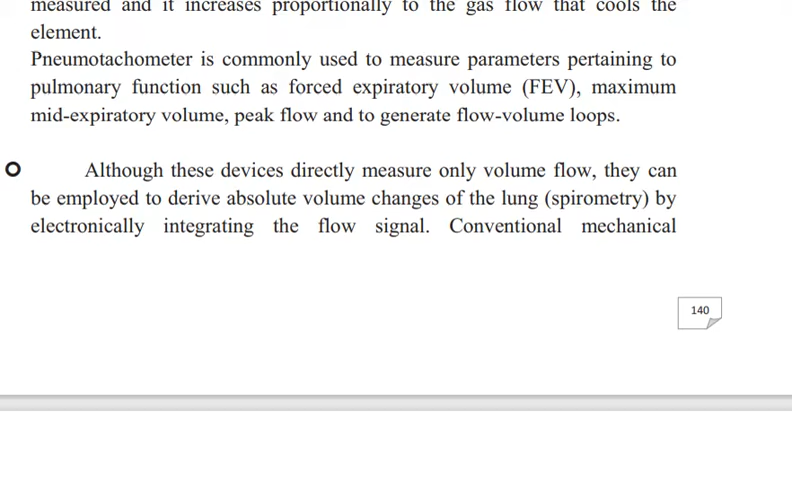 measured and it increases proportionally to the gas flow that cools the
element.
Pneumotachometer is commonly used to measure parameters pertaining to
pulmonary function such as forced expiratory volume (FEV), maximum
mid-expiratory volume, peak flow and to generate flow-volume loops.
Although these devices directly measure only volume flow, they can
be employed to derive absolute volume changes of the lung (spirometry) by
electronically integrating the flow signal. Conventional mechanical
140